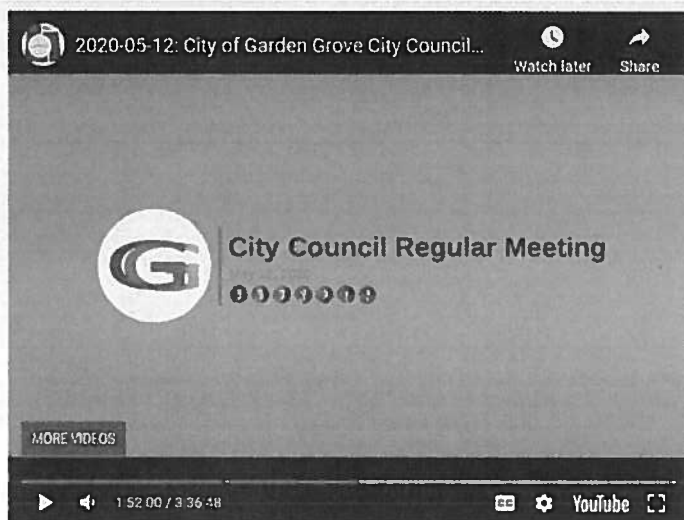 2020-05-12: City of Garden Grove City Council...
Watch later
Share
City Council Regular Meeting
MORE VIDEOS
1:52:00 / 3:36:48
CC
YouTube